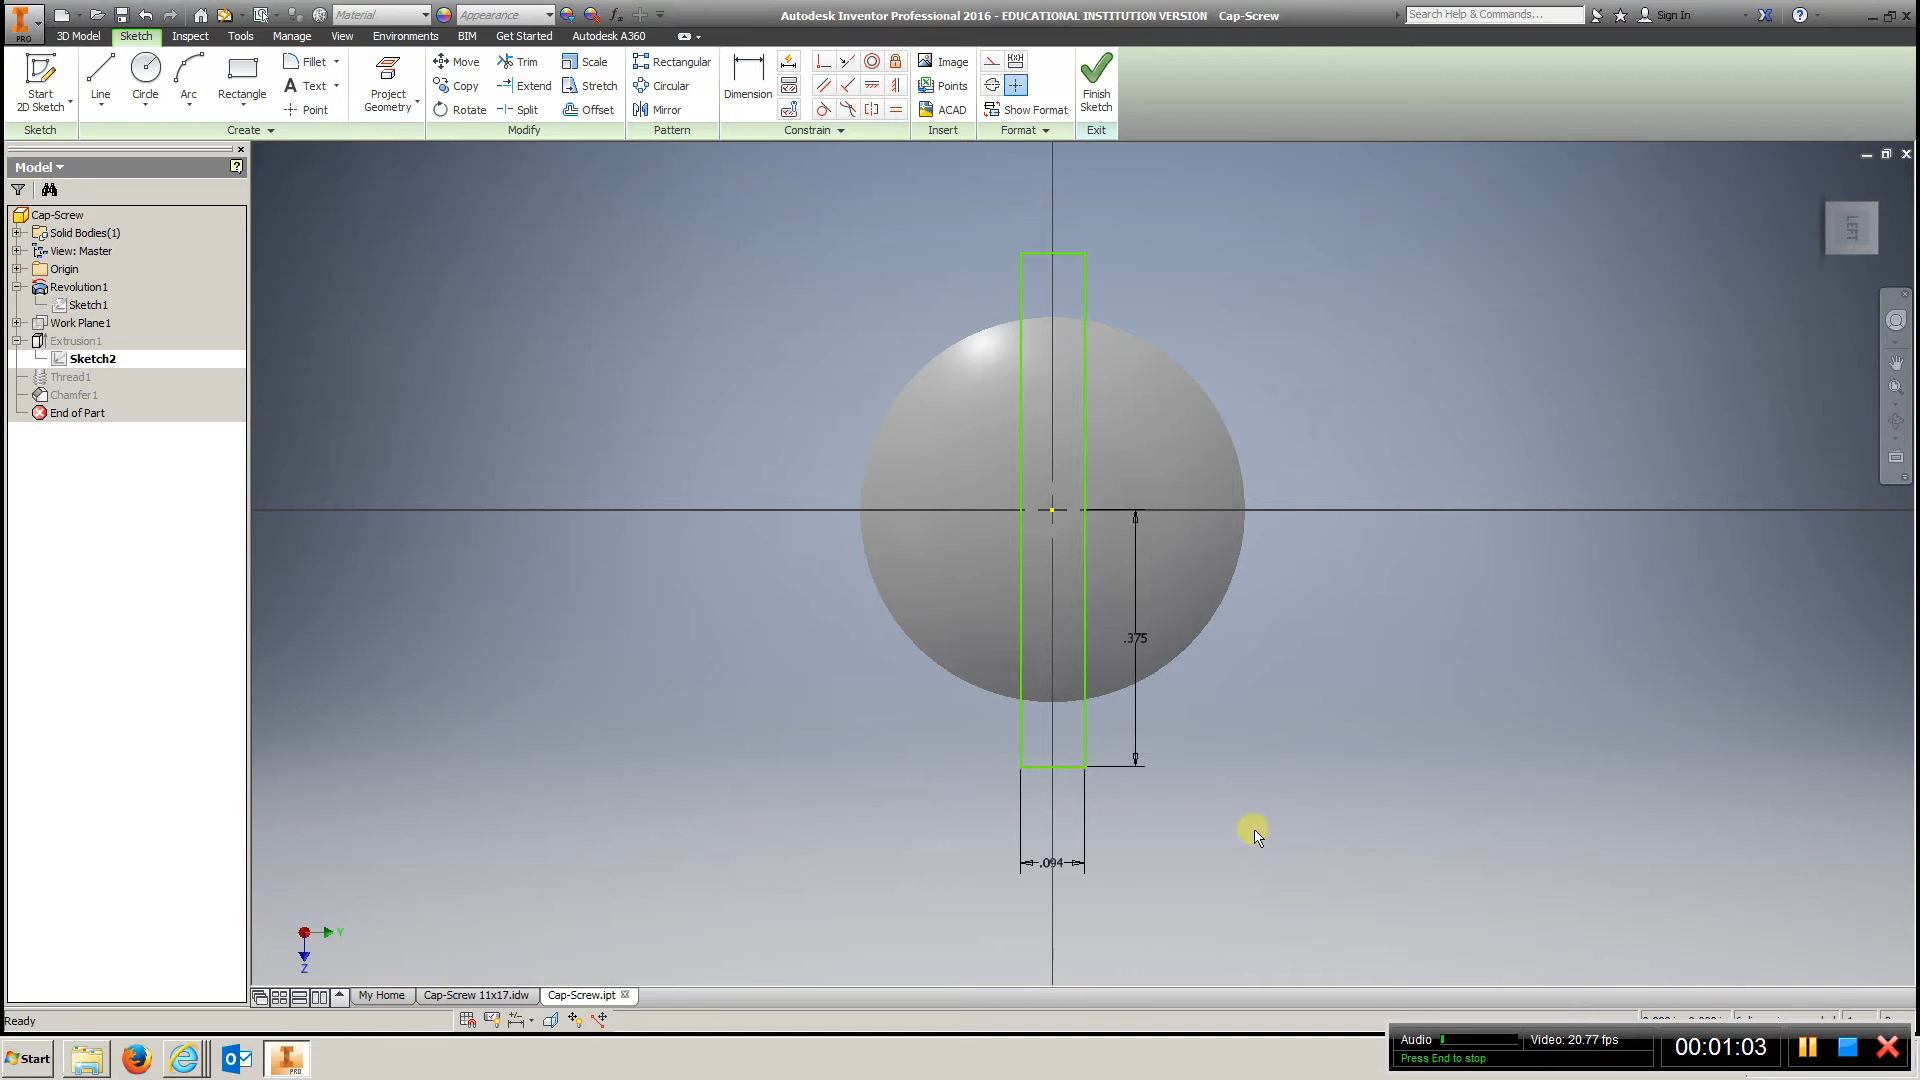 Material
Appearance
Autodesk Inventor Professional 2016 - EDUCATIONAL INSTITUTION VERSION Cap-Screw
Search Help & Commands...
Sign In
PRO
3D Model Sketch Inspect Tools Manage View Environments BIM Get Started Autodesk A360
Start
2D Sketch
Line
Circle
Arc
Rectangle
Fillet
Text
Point
Project
Geometry
Move
Copy
Rotate
Trim
Extend
Split
Scale
Stretch
Offset
Rectangular
Circular
Mirror
Dimension
Image
Points
ACAD
Show Format
Finish
Sketch
Sketch Create Modify Pattern Constrain Insert Format Exit
Model
Cap-Screw
Solid Bodies(1)
View: Master
Origin
Revolution1
Sketch1
Work Plane1
Extrusion1
Sketch2
Thread1
Chamfer1
End of Part
LEFT
.375
.094
Y
Z
My Home Cap-Screw 11x17.idw Cap-Screw.ipt
Ready
Start
PRO
Audio
Video: 20.77 fps
Press End to stop
00:01:03